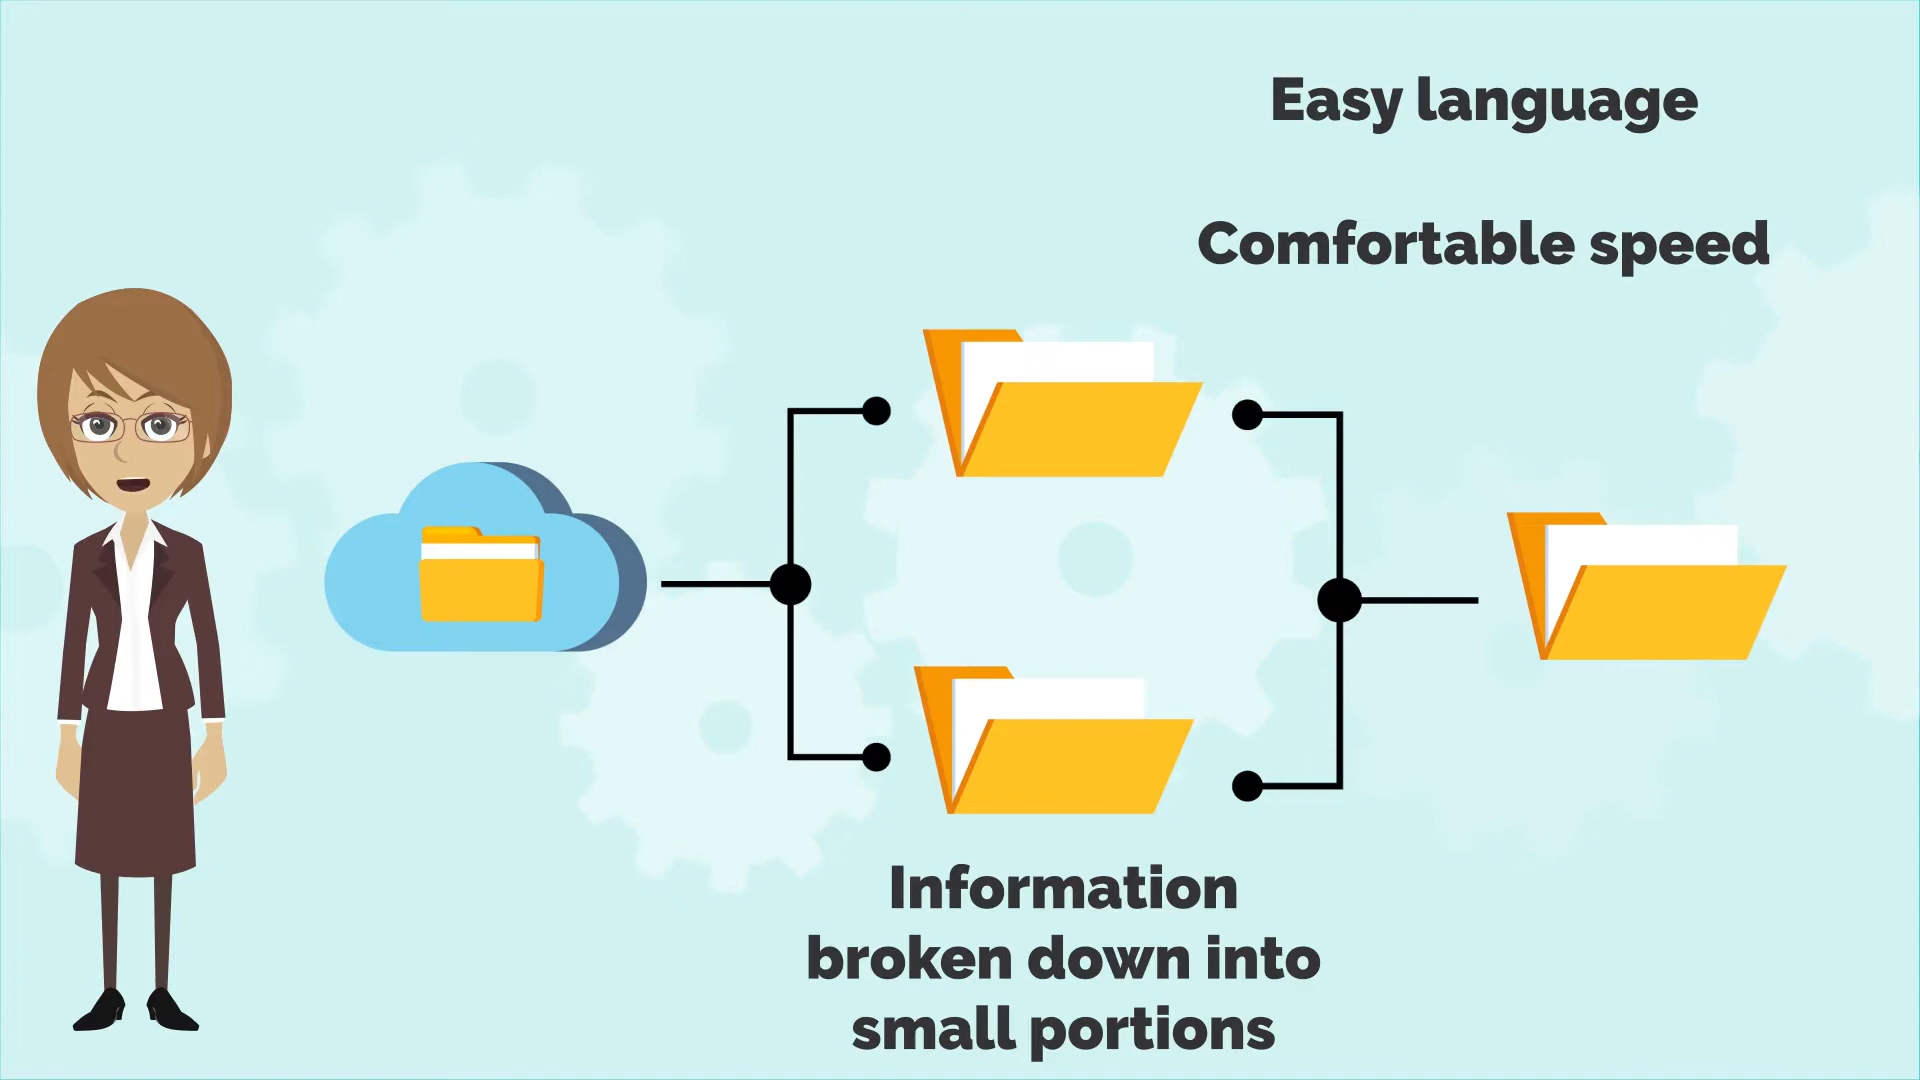 Easy language
Comfortable speed
Information
broken down into
small portions